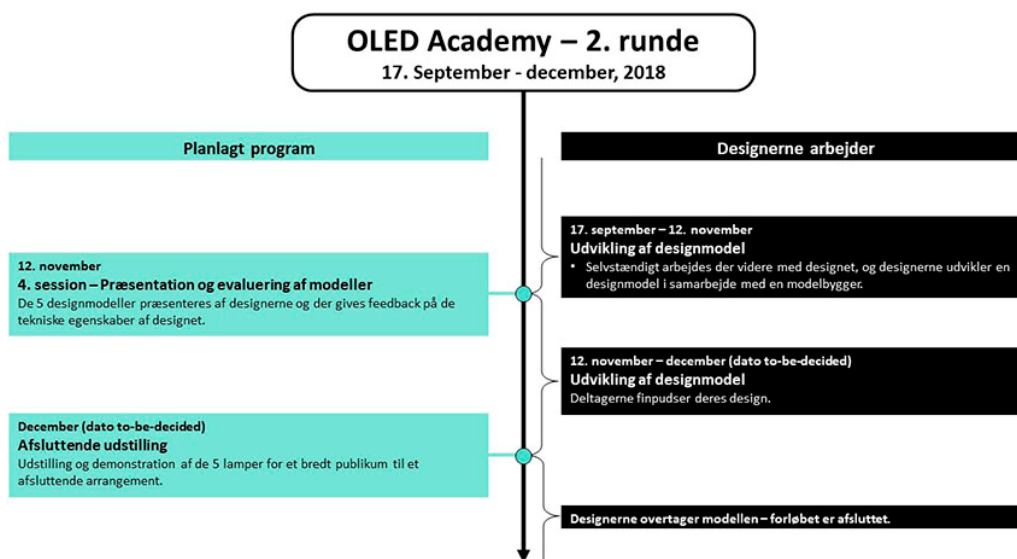 OLED Academy – 2. runde
17. September - december, 2018
Planlagt program
Designerne arbejder
17. september – 12. november
Udvikling af designmodel
• Selvstændigt arbejdes der videre med designet, og designerne udvikler en
designmodel i samarbejde med en modelbygger.
12. november
4. session – Præsentation og evaluering af modeller
De 5 designmodeller præsenteres af designerne og der gives feedback på de
tekniske egenskaber af designet.
12. november – december (dato to-be-decided)
Udvikling af designmodel
Deltagerne finpudser deres design.
December (dato to-be-decided)
Afsluttende udstilling
Udstilling og demonstration af de 5 lamper for et bredt publikum til et
afsluttende arrangement.
Designerne overtager modellen – forløbet er afsluttet.